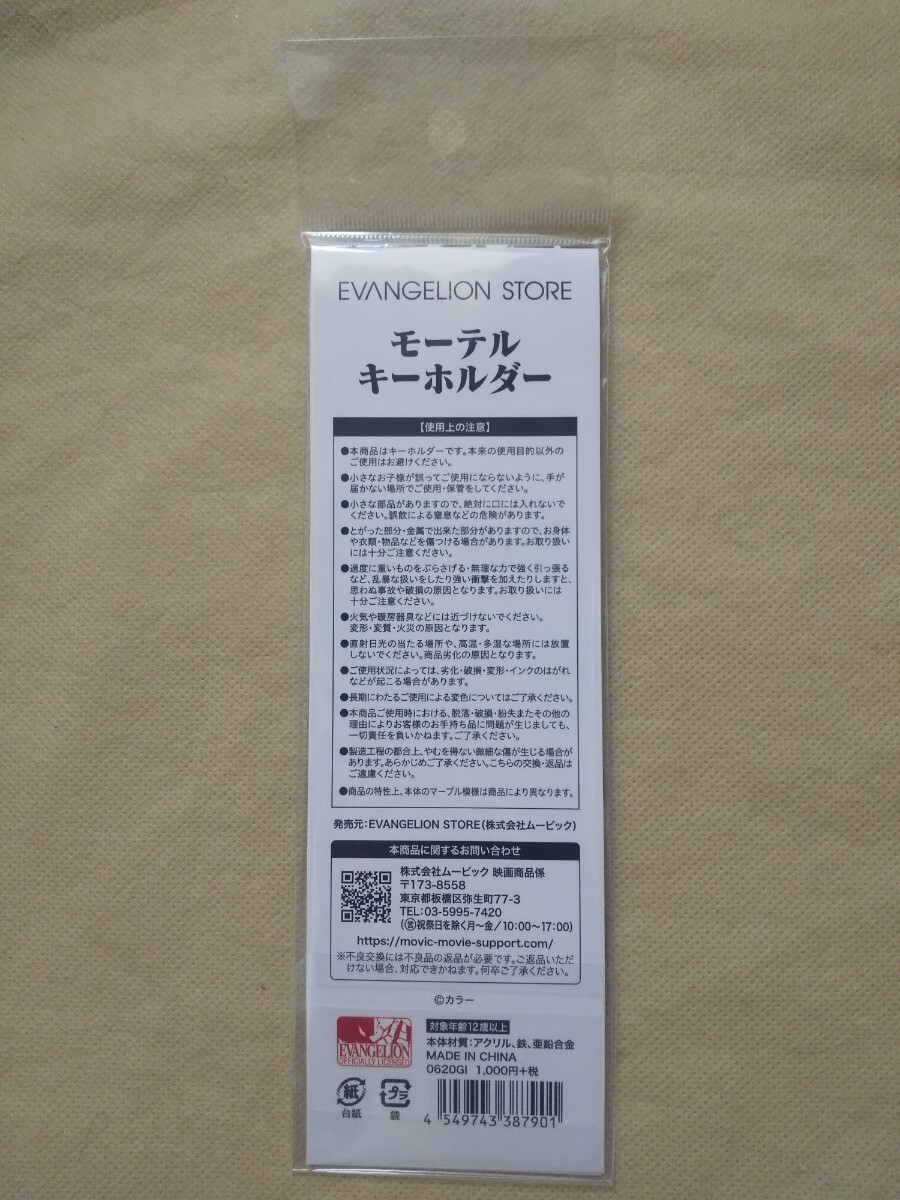 EVANGELION STORE
モーテル
キーホルダー
【使用上の注意】
●本商品はキーホルダーです。本来の使用目的以外の
ご使用はお避けください。
●小さなお子様が誤ってご使用にならないように、手が
届かない場所でご使用・保管をしてください。
●小さな部品がありますので、絶対に口には入れないで
ください。誤飲による窒息などの危険があります。
●とがった部分・金属で出来た部分がありますので、お身体
や衣類・物品などを傷つける場合があります。お取り扱い
には十分ご注意ください。
●過度に重いものをぶらさげる・無理な力で強く引っ張る
など、乱暴な扱いをしたり強い衝撃を加えたりしますと、
思わぬ事故や破損の原因となります。お取り扱いには
十分ご注意ください。
●火気や暖房器具などには近づけないでください。
変形・変質・火災の原因となります。
●直射日光の当たる場所や、高温・多湿な場所には放置
しないでください。商品劣化の原因となります。
●ご使用状況によっては、劣化・破損・変形・インクのはがれ
などが起こる場合があります。
●長期にわたるご使用による変色についてはご了承ください。
●本商品ご使用時における、脱落・破損・紛失またその他の
理由によりお客様のお手持ち品に問題が生じましても、
一切責任を負いかねます。ご了承ください。
●製造工程の都合上、やむを得ない微細な傷が生じる場合が
あります。あらかじめご了承ください。こちらの交換・返品は
ご遠慮ください。
●商品の特性上、本体のマーブル模様は商品により異なります。
発売元:EVANGELION STORE(株式会社ムービック)
本商品に関するお問い合わせ
株式会社ムービック 映画商品係
〒173-8558
東京都板橋区弥生町77-3
TEL:03-5995-7420
(㊂祝祭日を除く月~金/10:00~17:00)
https://movic-movie-support.com/
※不良交換には不良品の返品が必要です。ご返品いただ
けない場合、対応できかねます。何卒ご了承ください。
©カラー
EVANGELION
OFFICIALLY LICENSED
対象年齢12歳以上
本体材質:アクリル、鉄、亜鉛合金
MADE IN CHINA
0620GI 1,000円+税
紙
台紙
プラ
袋
4 549743 387901